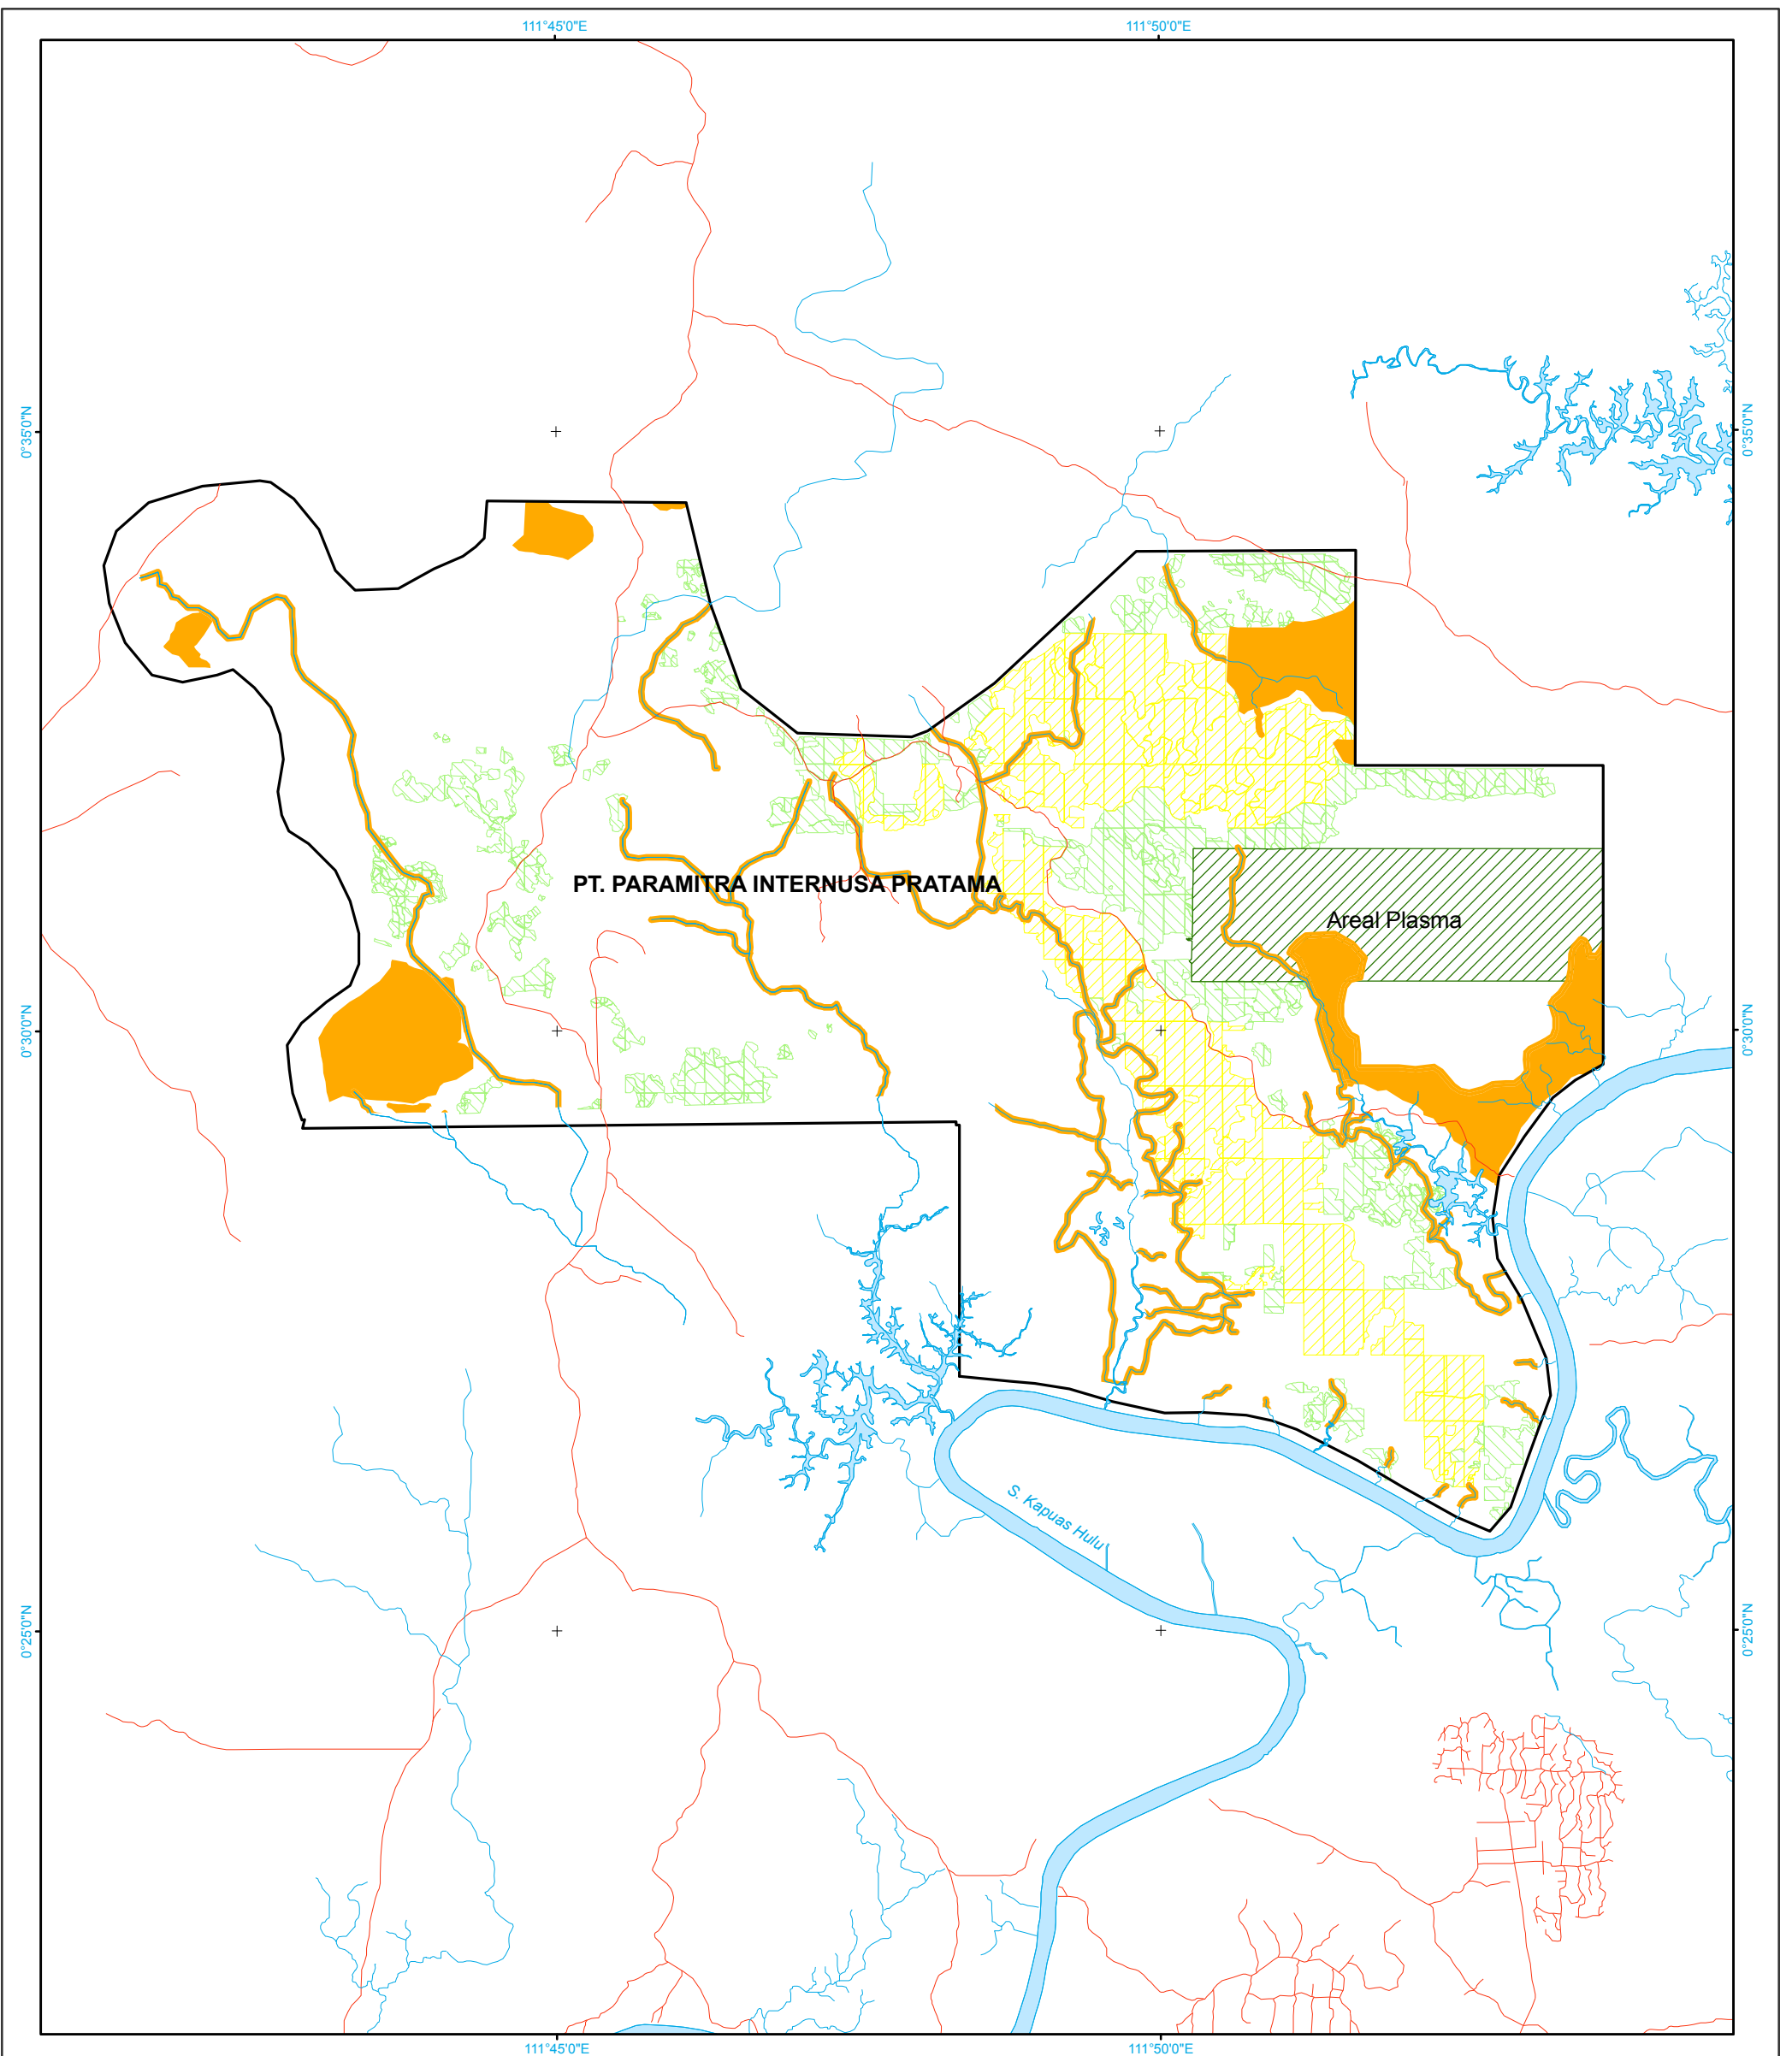 111°45'0"E
111°50'0"E
0°35'0"N
0°35'0"N
PT. PARAMITRA INTERNUSA PRATAMA
Areal Plasma
0°30'0"N
0°30'0"N
S. Kapuas Hulu
0°25'0"N
0°25'0"N
111°45'0"E
111°50'0"E